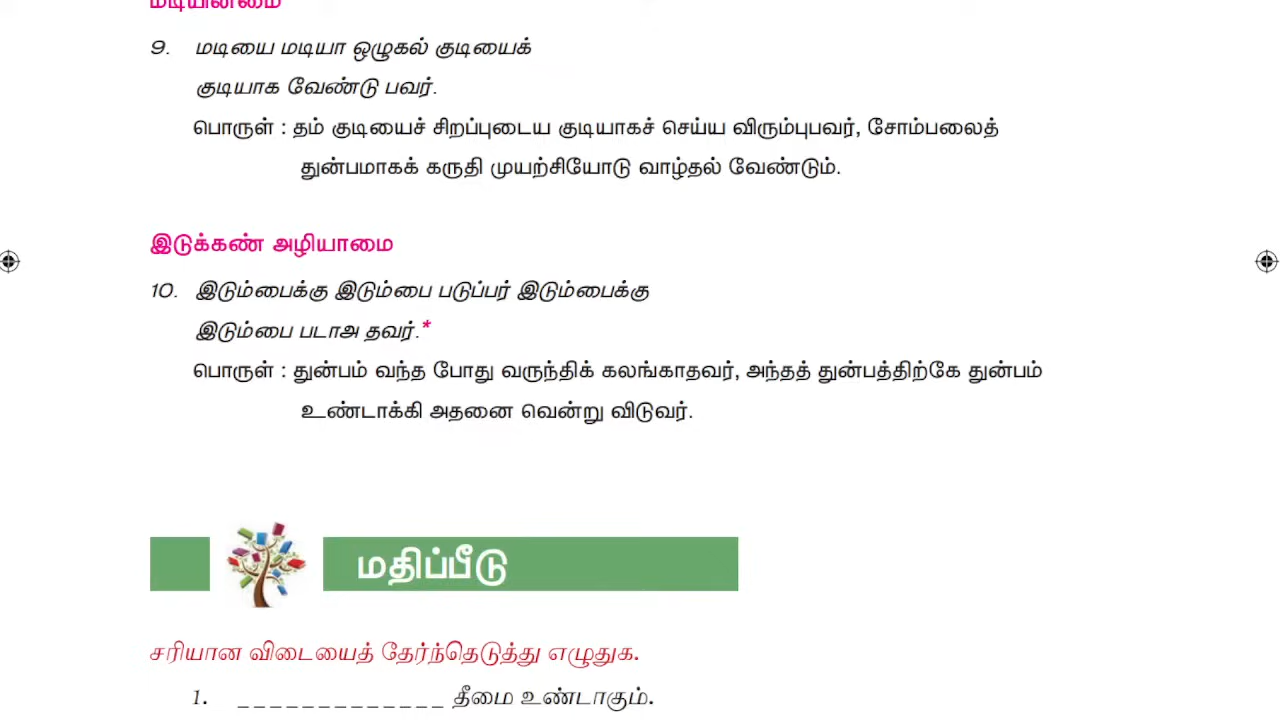 மடியின்மை
9. மடியை மடியா ஒழுகல் குடியைக்
குடியாக வேண்டு பவர்.
பொருள் : தம் குடியைச் சிறப்புடைய குடியாகச் செய்ய விரும்புபவர், சோம்பலைத்
துன்பமாகக் கருதி முயற்சியோடு வாழ்தல் வேண்டும்.
இடுக்கண் அழியாமை
10. இடும்பைக்கு இடும்பை படுப்பர் இடும்பைக்கு
இடும்பை படாஅ தவர்.*
பொருள் : துன்பம் வந்த போது வருந்திக் கலங்காதவர், அந்தத் துன்பத்திற்கே துன்பம்
உண்டாக்கி அதனை வென்று விடுவர்.
மதிப்பீடு
சரியான விடையைத் தேர்ந்தெடுத்து எழுதுக.
1. _____________ தீமை உண்டாகும்.